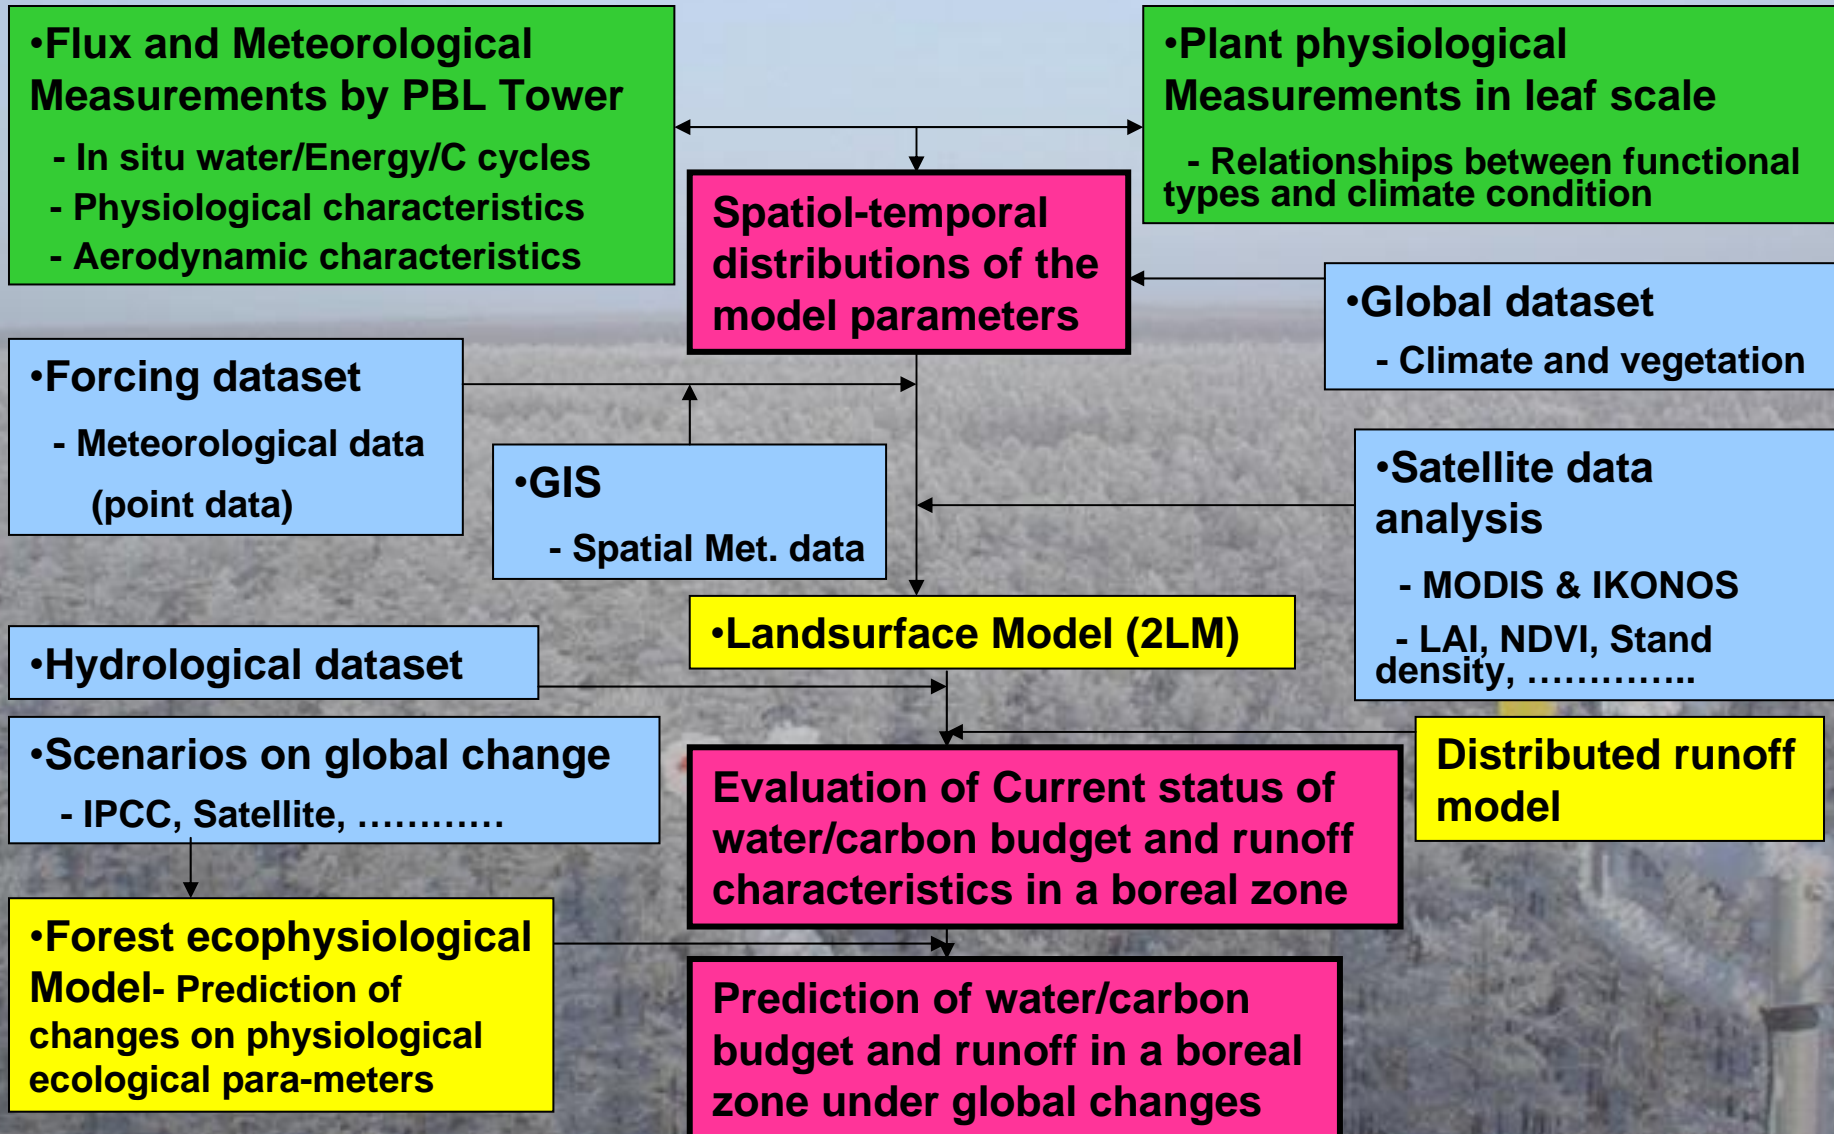 •Flux and Meteorological
Measurements by PBL Tower
- In situ water/Energy/C cycles
- Physiological characteristics
- Aerodynamic characteristics
•Plant physiological
Measurements in leaf scale
- Relationships between functional
types and climate condition
Spatiol-temporal
distributions of the
model parameters
•Global dataset
- Climate and vegetation
•Forcing dataset
- Meteorological data
(point data)
•GIS
- Spatial Met. data
•Satellite data
analysis
- MODIS & IKONOS
- LAI, NDVI, Stand
density, …………..
•Landsurface Model (2LM)
•Hydrological dataset
•Scenarios on global change
- IPCC, Satellite, …………
Distributed runoff
model
Evaluation of Current status of
water/carbon budget and runoff
characteristics in a boreal zone
•Forest ecophysiological
Model- Prediction of
changes on physiological
ecological para-meters
Prediction of water/carbon
budget and runoff in a boreal
zone under global changes